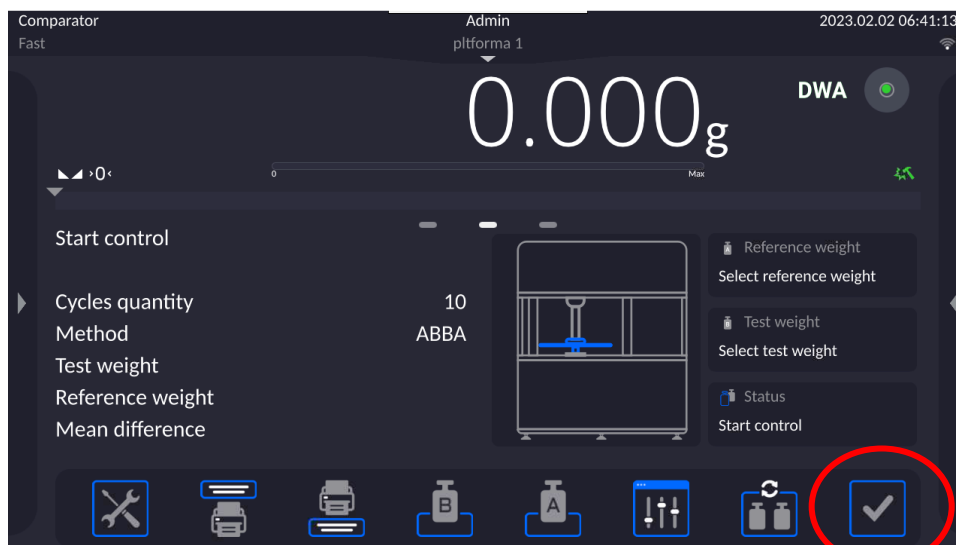 Comparator Admin 2023.02.02 06:41:13
Fast pltforma 1
0.000g
DWA
›0‹
0 Max
Start control
Cycles quantity 10
Method ABBA
Test weight
Reference weight
Mean difference
A Reference weight
Select reference weight
B Test weight
Select test weight
Status
Start control
B A